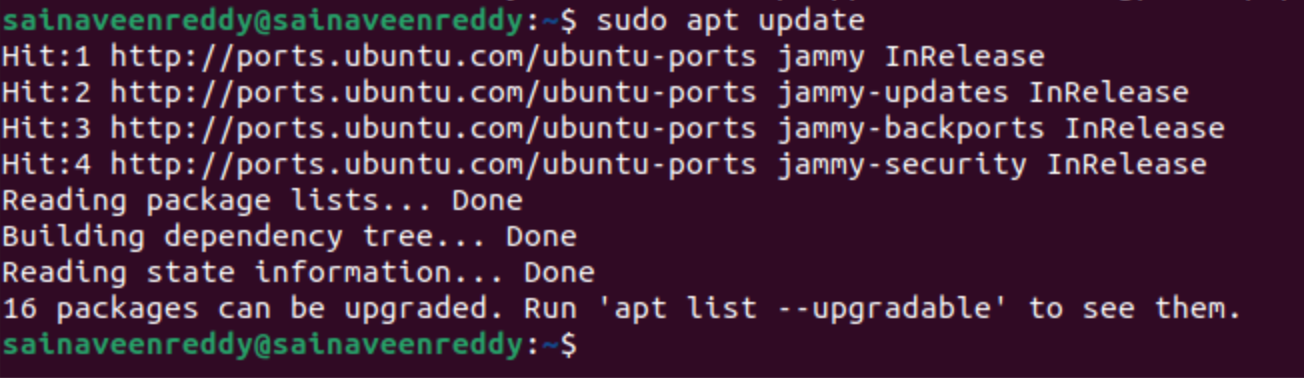 sainaveenreddy@sainaveenreddy:~$ sudo apt update
Hit:1 http://ports.ubuntu.com/ubuntu-ports jammy InRelease
Hit:2 http://ports.ubuntu.com/ubuntu-ports jammy-updates InRelease
Hit:3 http://ports.ubuntu.com/ubuntu-ports jammy-backports InRelease
Hit:4 http://ports.ubuntu.com/ubuntu-ports jammy-security InRelease
Reading package lists... Done
Building dependency tree... Done
Reading state information... Done
16 packages can be upgraded. Run 'apt list --upgradable' to see them.
sainaveenreddy@sainaveenreddy:~$